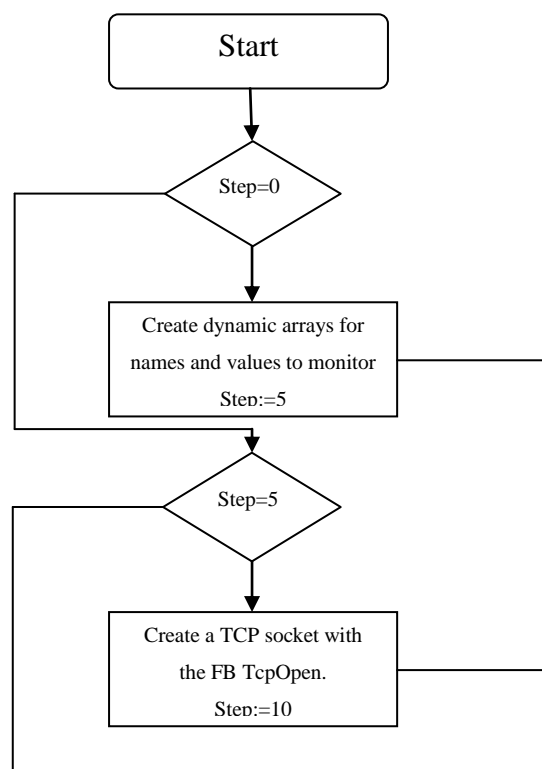 Start
Step=0
Create dynamic arrays for
names and values to monitor
Step:=5
Step=5
Create a TCP socket with
the FB TcpOpen.
Step:=10